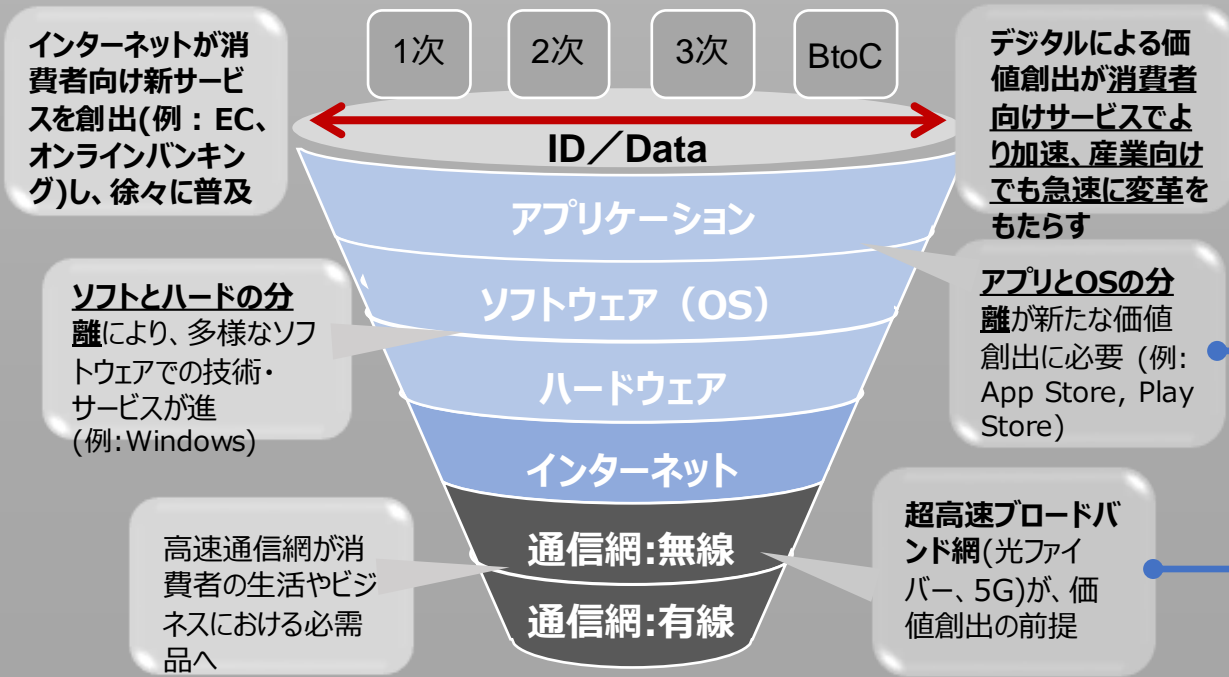 インターネットが消
費者向け新サービ
スを創出(例：EC、
オンラインバンキン
グ)し、徐々に普及
1次
2次
3次
BtoC
デジタルによる価
値創出が消費者
向けサービスでよ
り加速、産業向け
でも急速に変革を
もたらす
ID／Data
アプリケーション
ソフトウェア（OS）
ハードウェア
インターネット
通信網:無線
通信網:有線
ソフトとハードの分
離により、多様なソフ
トウェアでの技術・
サービスが進
(例:Windows)
アプリとOSの分
離が新たな価値
創出に必要 (例:
App Store, Play
Store)
高速通信網が消
費者の生活やビジ
ネスにおける必需
品へ
超高速ブロードバ
ンド網(光ファイ
バー、5G)が、価
値創出の前提